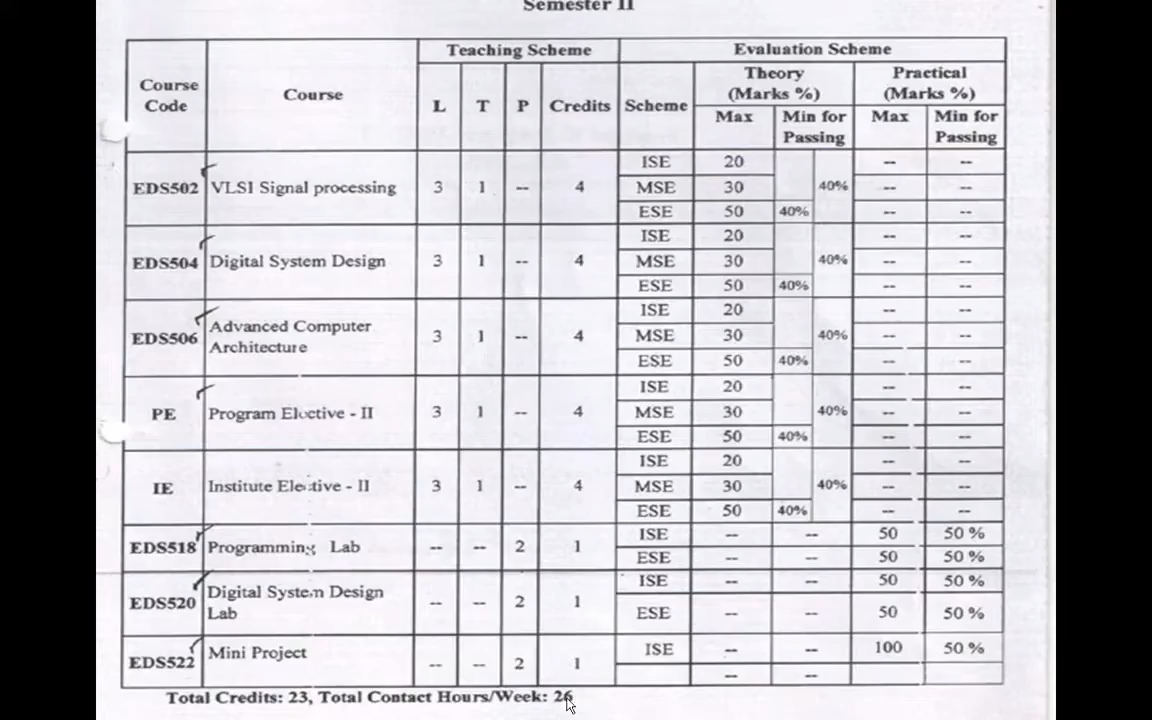 Semester II
Teaching Scheme Evaluation Scheme
Course Code Course L T P Credits Scheme Theory (Marks %) Practical (Marks %)
Max Min for Passing Max Min for Passing
EDS502 VLSI Signal processing 3 1 -- 4 ISE 20 -- --
MSE 30 40% -- --
ESE 50 40% -- --
EDS504 Digital System Design 3 1 -- 4 ISE 20 -- --
MSE 30 40% -- --
ESE 50 40% -- --
EDS506 Advanced Computer Architecture 3 1 -- 4 ISE 20 -- --
MSE 30 40% -- --
ESE 50 40% -- --
PE Program Elective - II 3 1 -- 4 ISE 20 -- --
MSE 30 40% -- --
ESE 50 40% -- --
IE Institute Elective - II 3 1 -- 4 ISE 20 -- --
MSE 30 40% -- --
ESE 50 40% -- --
EDS518 Programming Lab -- -- 2 1 ISE -- -- 50 50 %
ESE -- -- 50 50 %
EDS520 Digital System Design Lab -- -- 2 1 ISE -- -- 50 50 %
ESE -- -- 50 50 %
EDS522 Mini Project -- -- 2 1 ISE -- -- 100 50 %
-- --
Total Credits: 23, Total Contact Hours/Week: 26